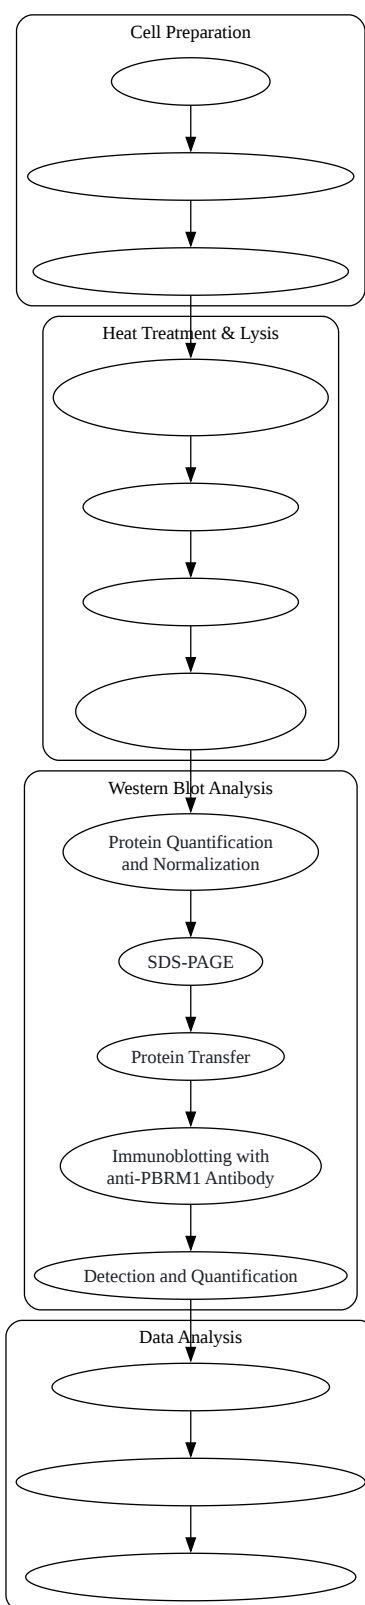 Cell Preparation
Heat Treatment & Lysis
Western Blot Analysis
Protein Quantification
and Normalization
SDS-PAGE
Protein Transfer
Immunoblotting with
anti-PBRM1 Antibody
Detection and Quantification
Data Analysis